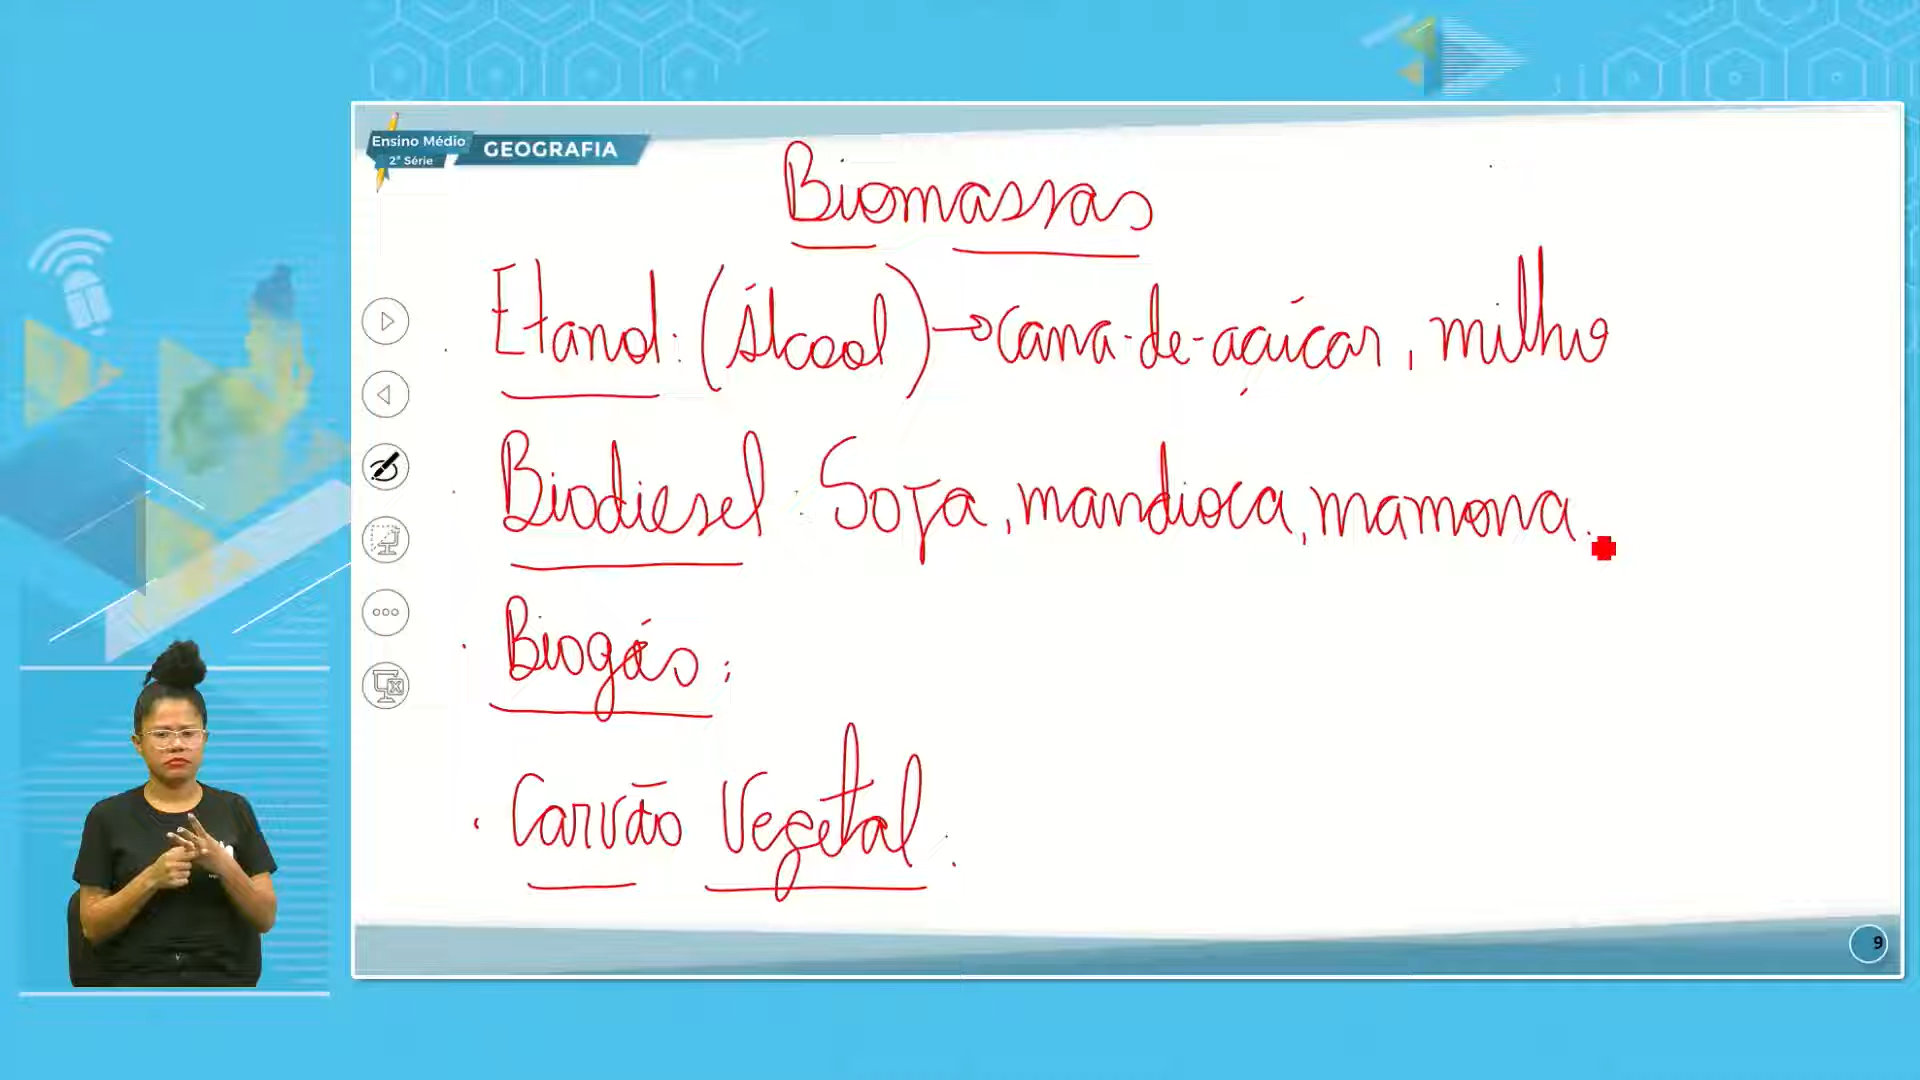 Ensino Médio
2ª Série
GEOGRAFIA
Biomassas
Etanol: (Álcool) → cana-de-açúcar, milho
Biodiesel: Soja, mandioca, mamona.
Biogás:
Carvão Vegetal.
9